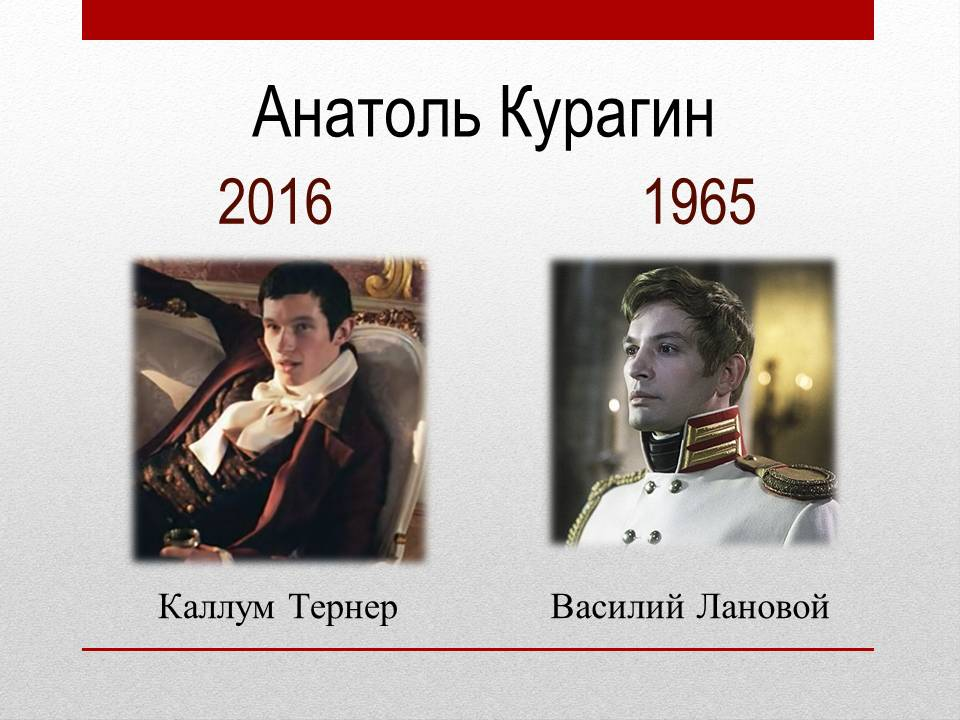 Анатоль Курагин
2016
1965
Каллум Тернер
Василий Лановой